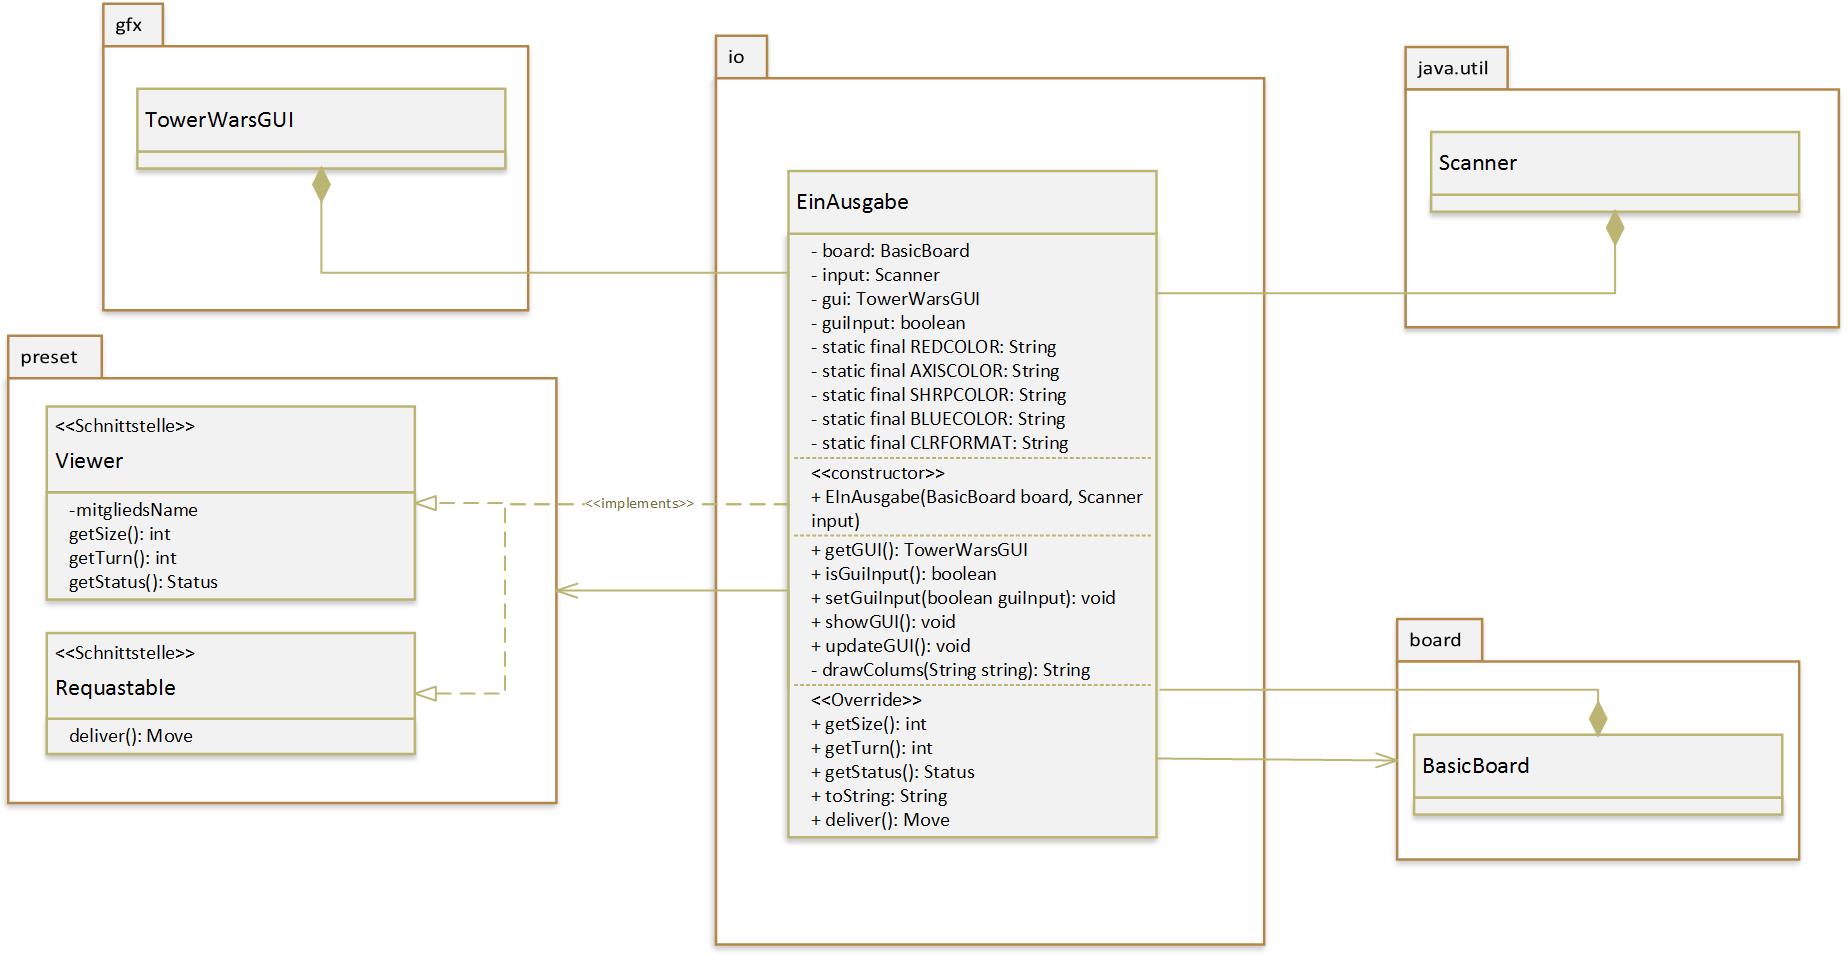 gfx
TowerWarsGUI
preset
<<Schnittstelle>>
Viewer
-mitgliedsName
getSize(): int
getTurn(): int
getStatus(): Status
<<Schnittstelle>>
Requastable
deliver(): Move
<<implements>>
io
EinAusgabe
- board: BasicBoard
- input: Scanner
- gui: TowerWarsGUI
- guiInput: boolean
- static final REDCOLOR: String
- static final AXISCOLOR: String
- static final SHRPCOLOR: String
- static final BLUECOLOR: String
- static final CLRFORMAT: String
<<constructor>>
+ EInAusgabe(BasicBoard board, Scanner
input)
+ getGUI(): TowerWarsGUI
+ isGuiInput(): boolean
+ setGuiInput(boolean guiInput): void
+ showGUI(): void
+ updateGUI(): void
- drawColums(String string): String
<<Override>>
+ getSize(): int
+ getTurn(): int
+ getStatus(): Status
+ toString: String
+ deliver(): Move
java.util
Scanner
board
BasicBoard